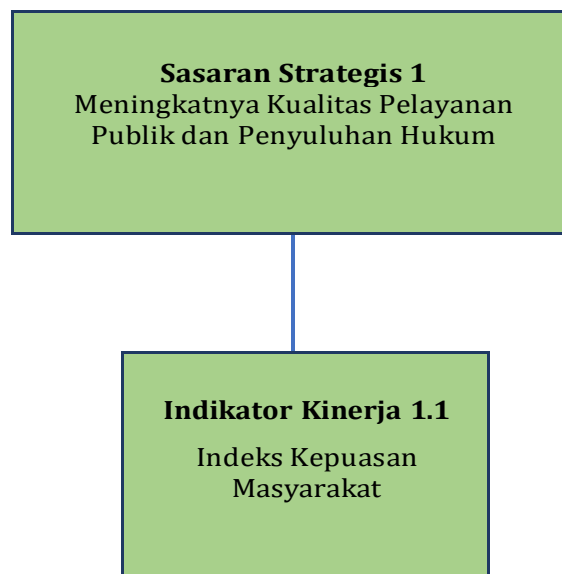 Sasaran Strategis 1
Meningkatnya Kualitas Pelayanan
Publik dan Penyuluhan Hukum
Indikator Kinerja 1.1
Indeks Kepuasan
Masyarakat